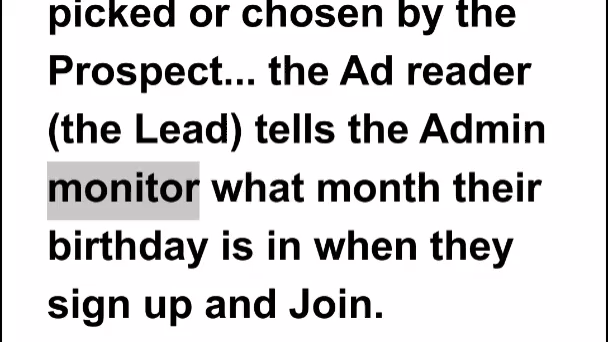 picked or chosen by the
Prospect... the Ad reader
(the Lead) tells the Admin
monitor what month their
birthday is in when they
sign up and Join.